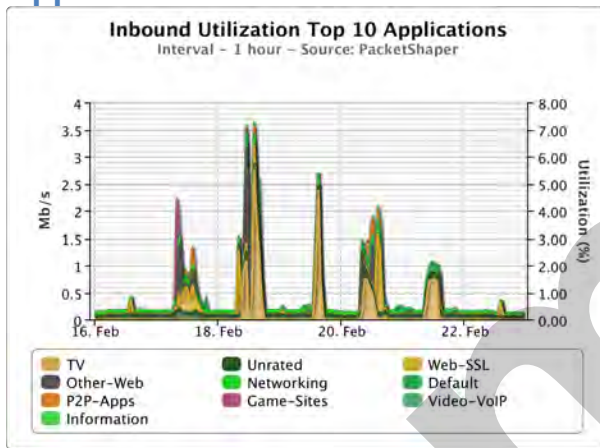 Inbound Utilization Top 10 Applications
Interval - 1 hour - Source: PacketShaper
4
3.5
3
2.5
2
1.5
1
0.5
0
Mb/s
8.00
7.00
6.00
5.00
4.00
3.00
2.00
1.00
0.00
Utilization (%)
16. Feb 18. Feb 20. Feb 22. Feb
TV Unrated Web-SSL
Other-Web Networking Default
P2P-Apps Game-Sites Video-VoIP
Information